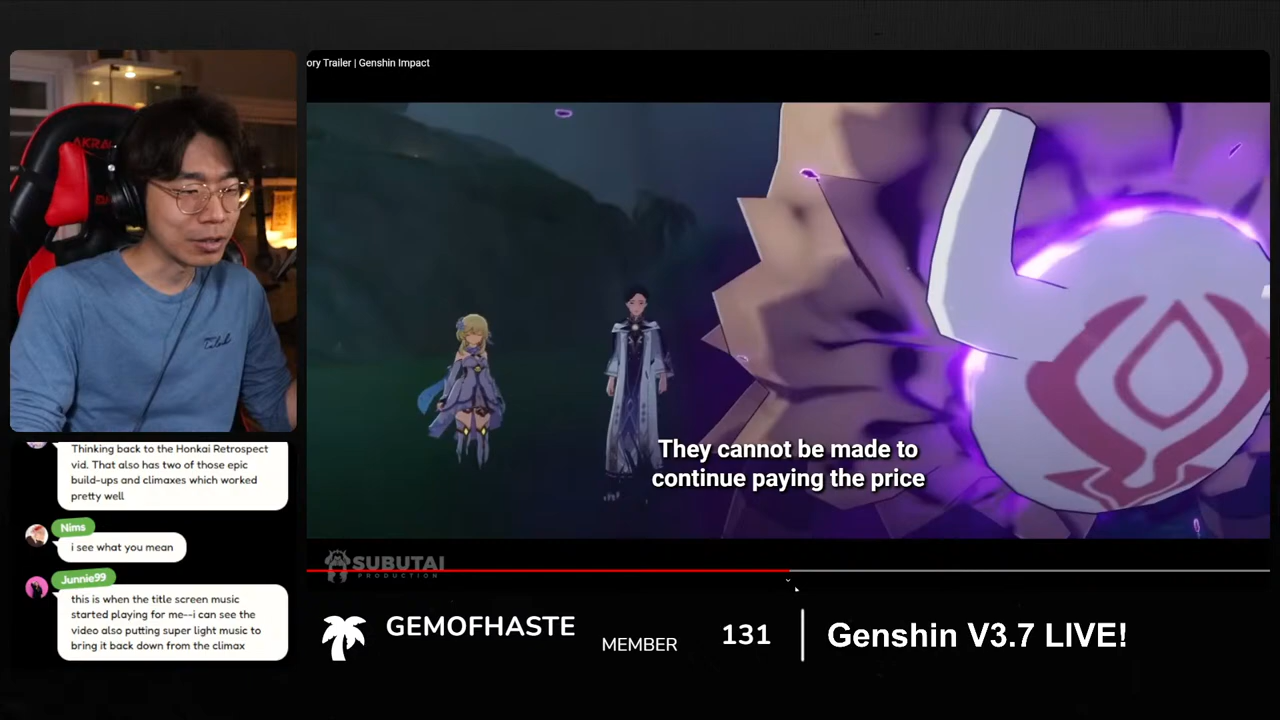 ory Trailer | Genshin Impact
AKRA
They cannot be made to
continue paying the price
Thinking back to the Honkai Retrospect
vid. That also has two of those epic
build-ups and climaxes which worked
pretty well
Nims
i see what you mean
Junnie99
this is when the title screen music
started playing for me--i can see the
video also putting super light music to
bring it back down from the climax
SUBUTAI
PRODUCTION
GEMOFHASTE
MEMBER
131
Genshin V3.7 LIVE!